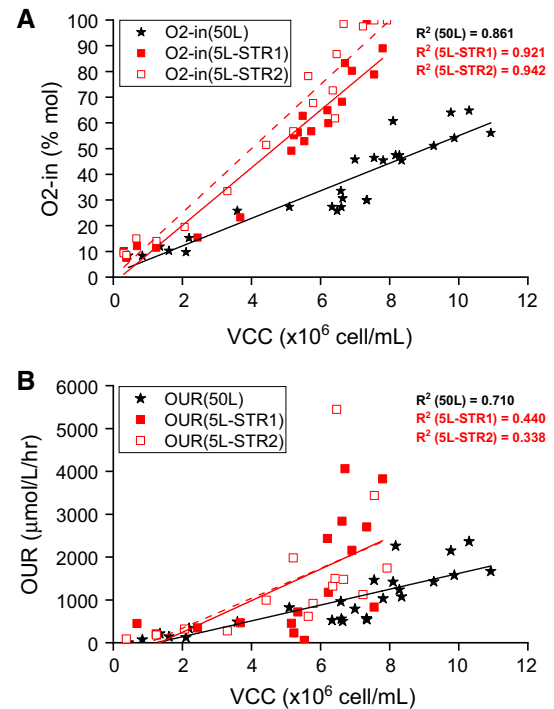 A
O2-in(50L)
O2-in(5L-STR1)
O2-in(5L-STR2)
R² (50L) = 0.861
R² (5L-STR1) = 0.921
R² (5L-STR2) = 0.942
O2-in (% mol)
100
90
80
70
60
50
40
30
20
10
0
0 2 4 6 8 10 12
VCC (x10⁶ cell/mL)
B
OUR(50L)
OUR(5L-STR1)
OUR(5L-STR2)
R² (50L) = 0.710
R² (5L-STR1) = 0.440
R² (5L-STR2) = 0.338
OUR (μmol/L/hr)
6000
5000
4000
3000
2000
1000
0
0 2 4 6 8 10 12
VCC (x10⁶ cell/mL)